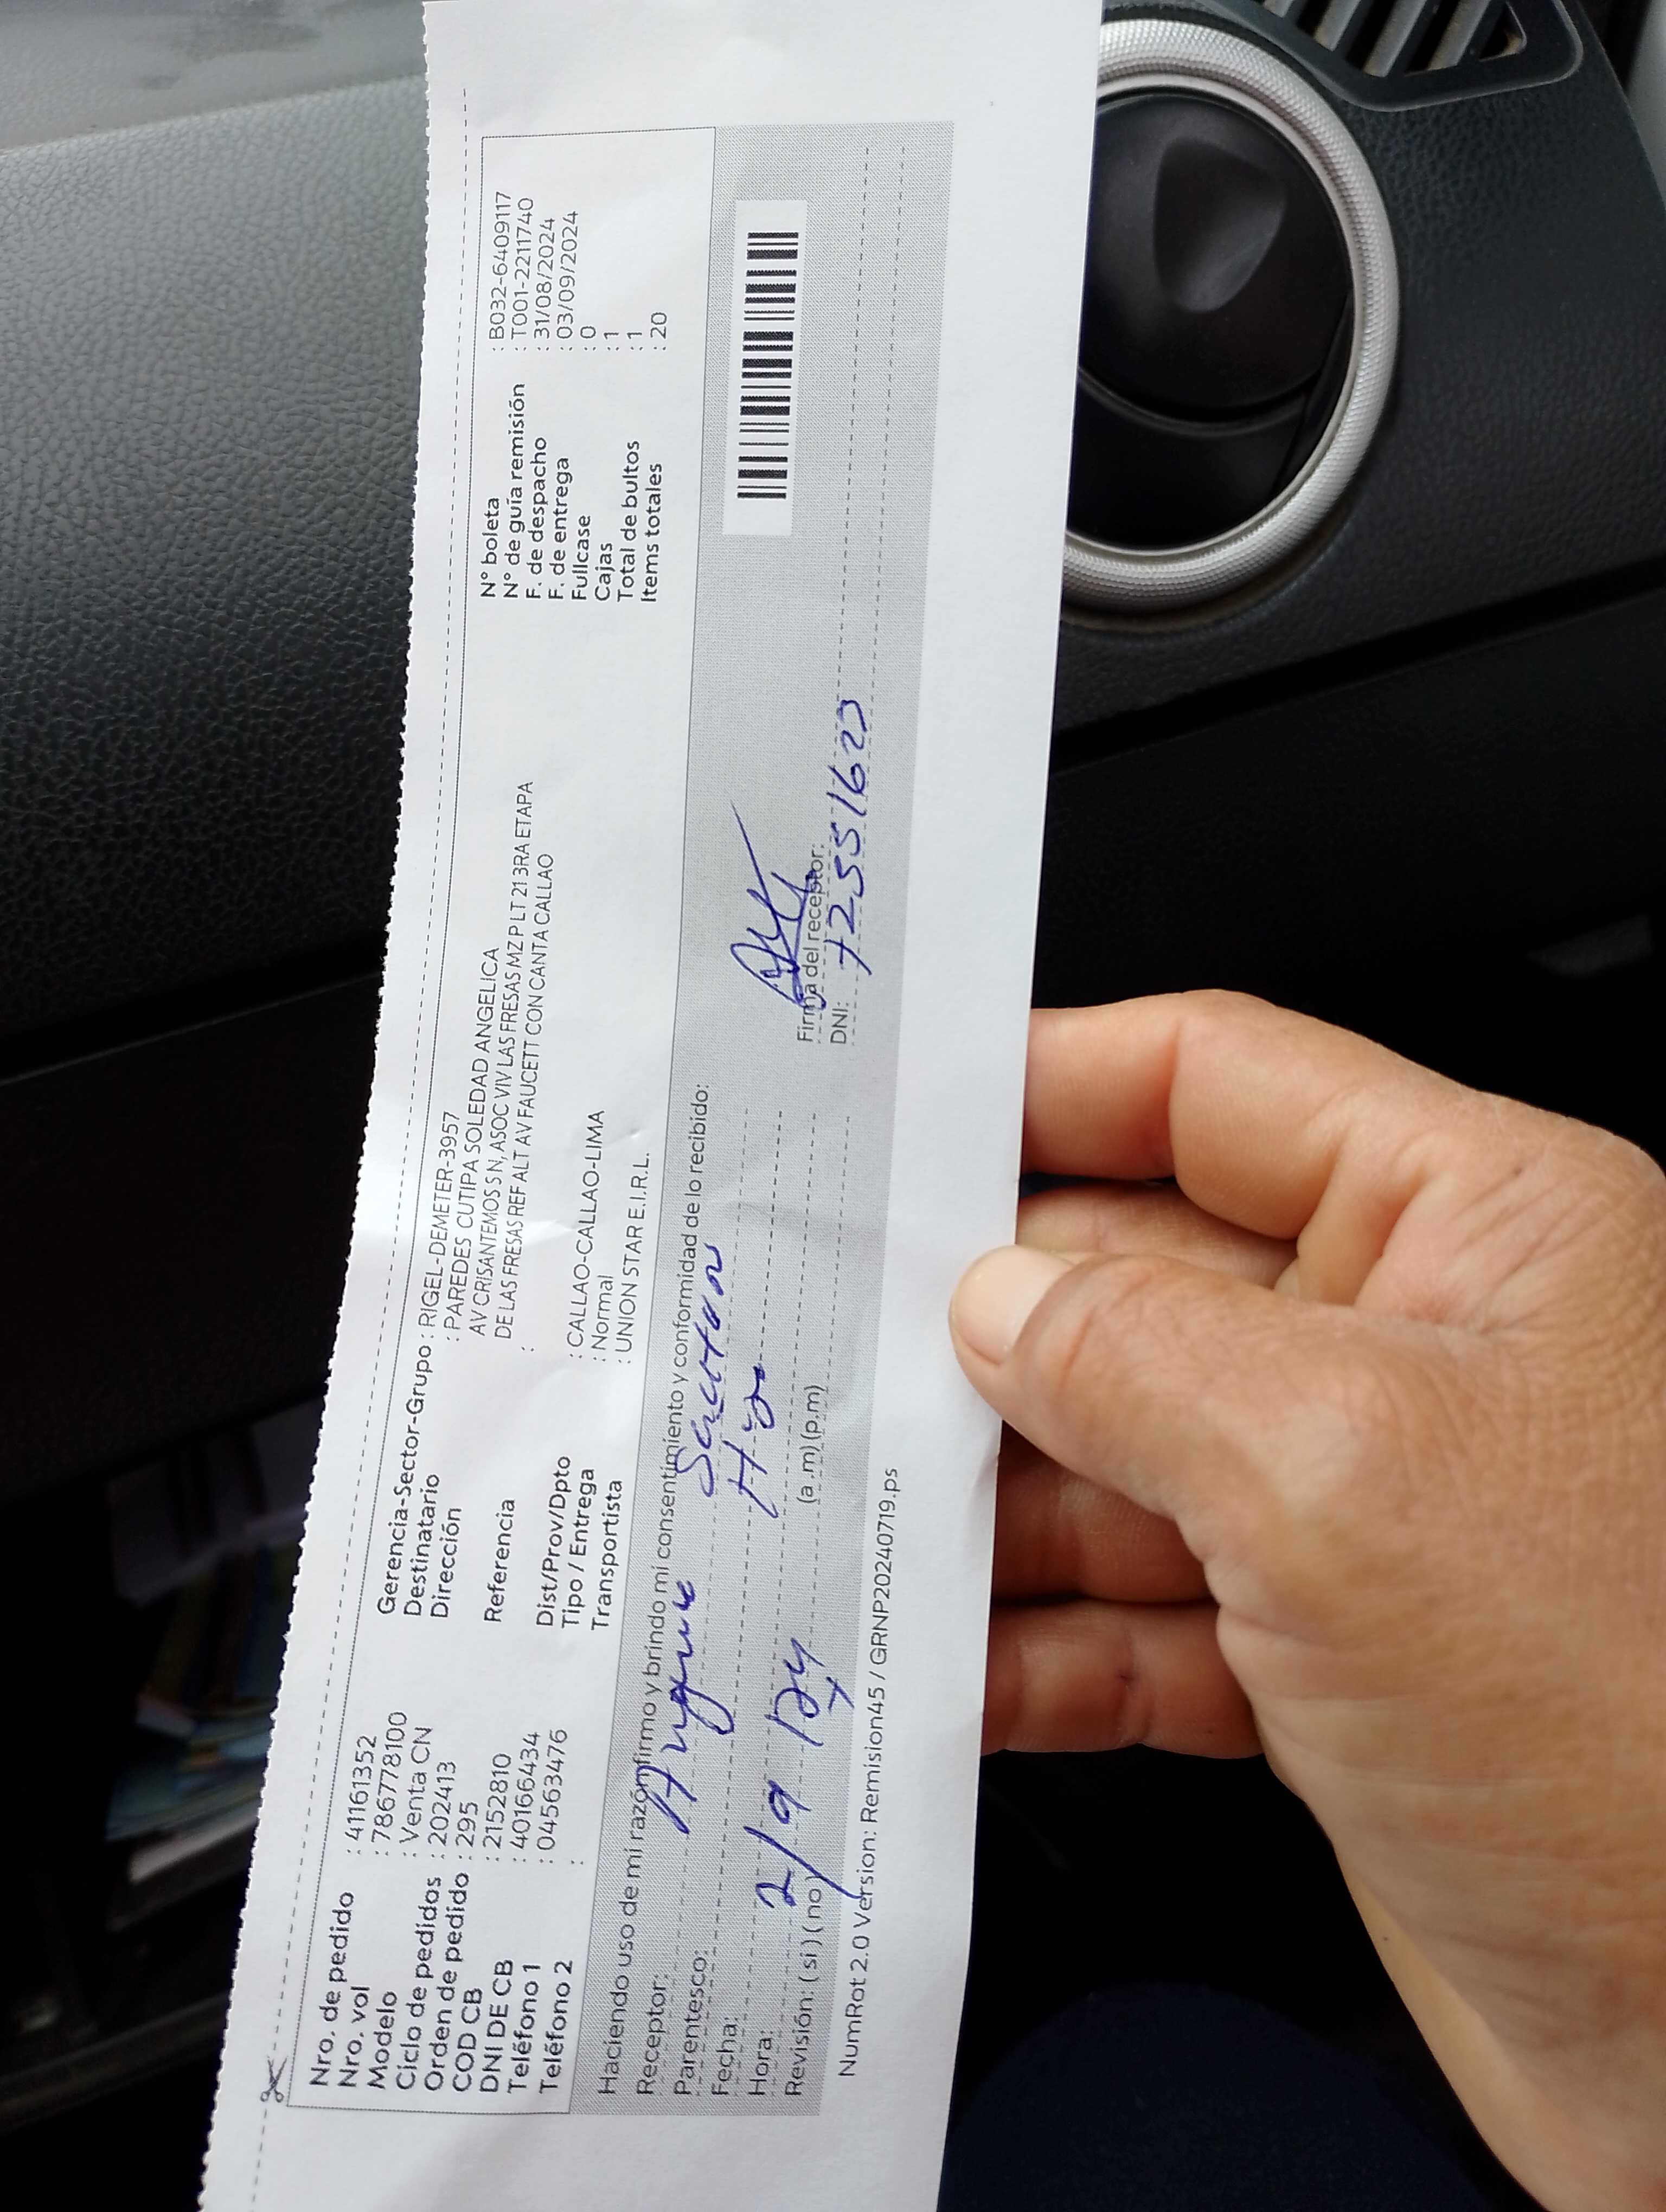 Nro. de pedido : 41161352
Nro. vol : 7867778100
Modelo : Venta CN
Ciclo de pedidos : 202413
Orden de pedido : 295
COD CB : 2152810
DNI DE CB : 40166434
Teléfono 1 : 04563476
Teléfono 2 :
Gerencia-Sector-Grupo : RIGEL-DEMETER-3957
Destinatario : PAREDES CUTIPA SOLEDAD ANGELICA
Dirección AV CRISANTEMOS S N, ASOC VIV LAS FRESAS MZ P LT 21 3RA ETAPA
DE LAS FRESAS REF ALT AV FAUCETT CON CANTA CALLAO
Referencia :
Dist/Prov/Dpto : CALLAO-CALLAO-LIMA
Tipo / Entrega : Normal
Transportista : UNION STAR E.I.R.L.
N° boleta : B032-6409117
N° de guía remisión : T001-2211740
F. de despacho : 31/08/2024
F. de entrega : 03/09/2024
Fullcase : 0
Cajas : 1
Total de bultos : 1
Items totales : 20
Haciendo uso de mi razón firmo y brindo mi consentimiento y conformidad de lo recibido:
Receptor:
Parentesco:
Fecha: 2/9
Hora: (a.m) (p.m)
Revisión: ( si ) ( no )
Firma del receptor:
DNI: 72551623
NumRot 2.0 Version: Remision45 / GRNP20240719.ps